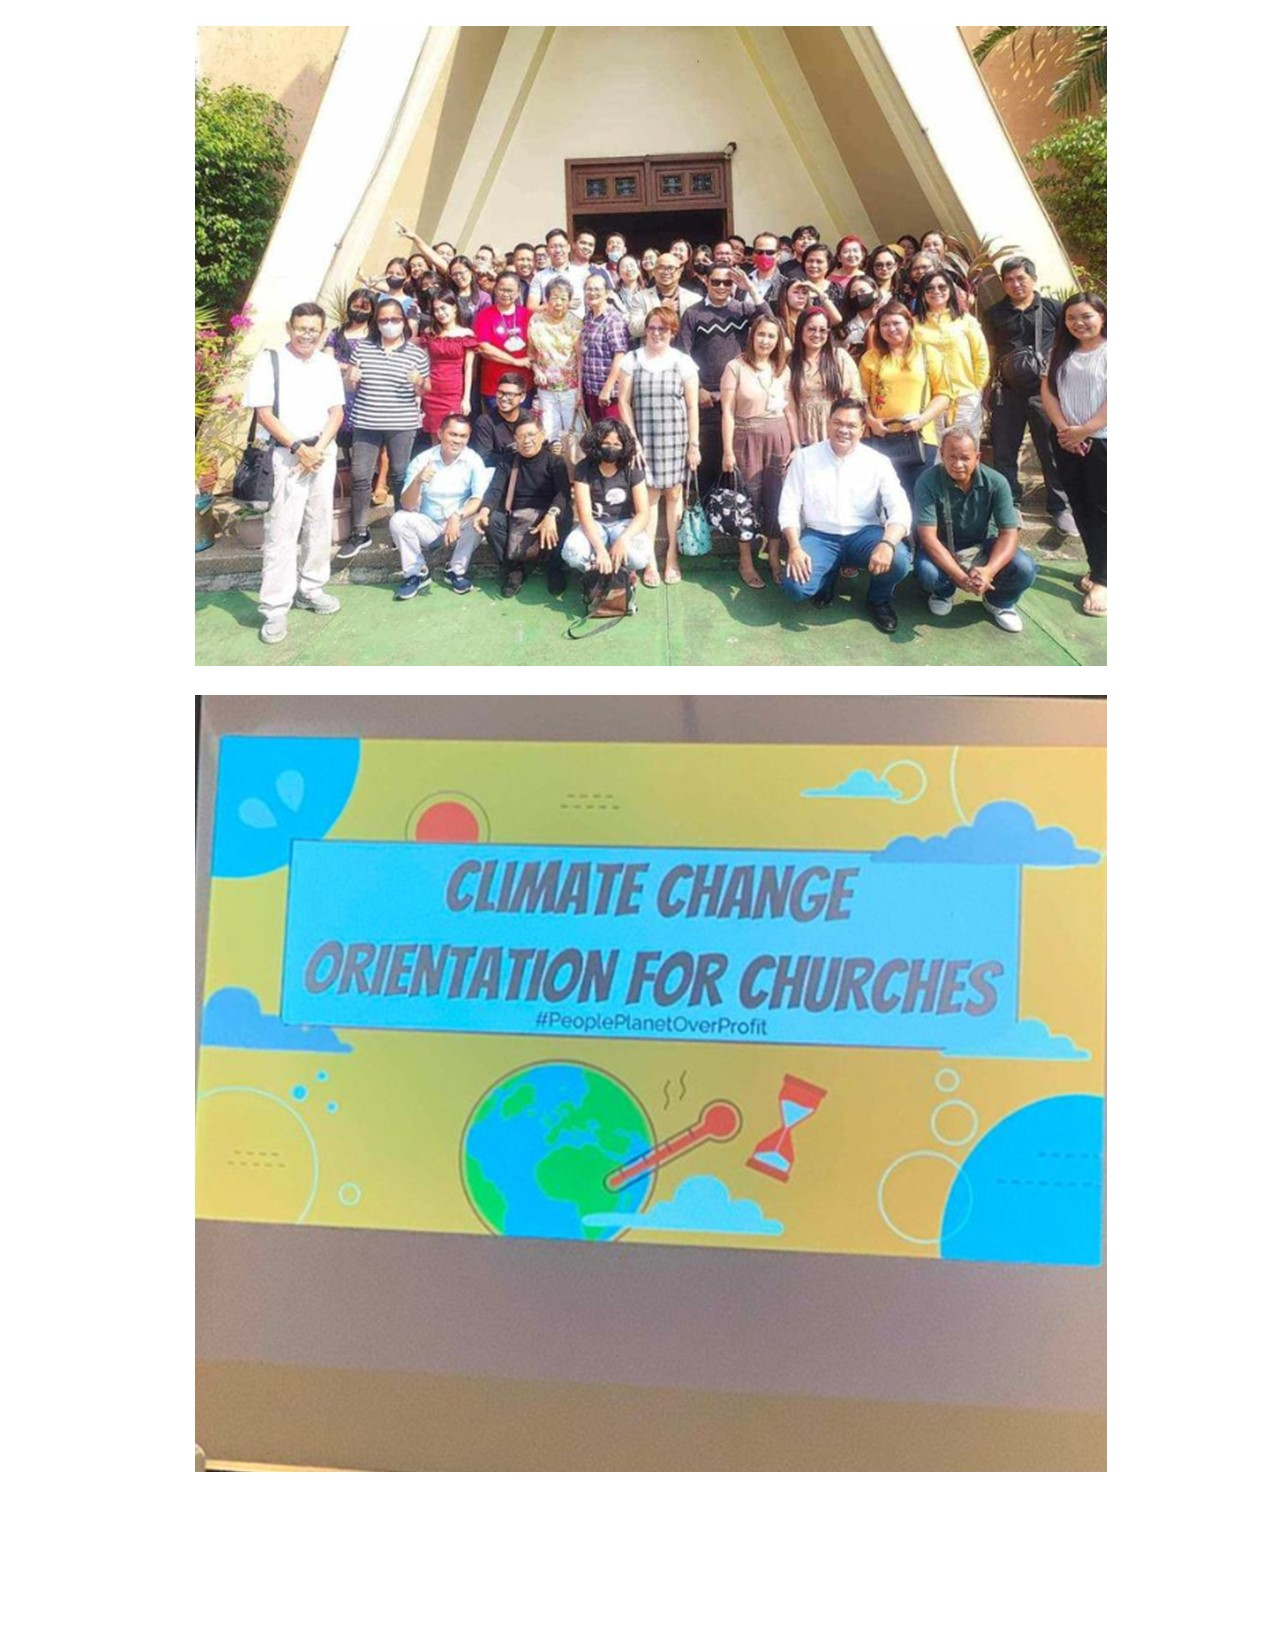 CLIMATE CHANGE
ORIENTATION FOR CHURCHES
#PeoplePlanetOverProfit